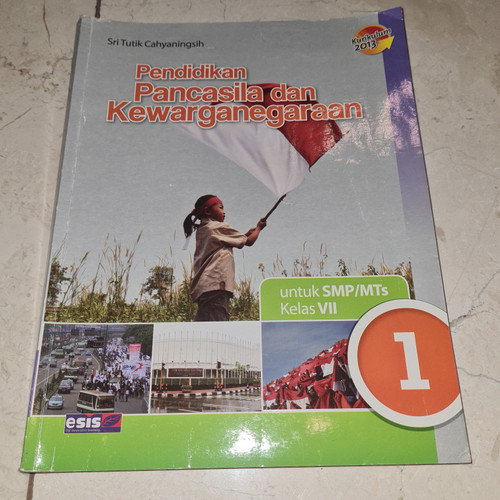 Sri Tutik Cahyaningsih
Kurikulum
2013
Pendidikan
Pancasila dan
Kewarganegaraan
untuk SMP/MTs
Kelas VII
1
esis